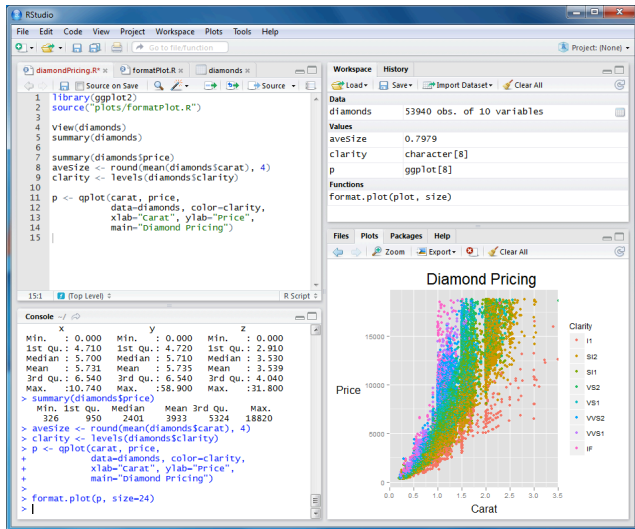 RStudio
File Edit Code View Project Workspace Plots Tools Help
Go to file/function
Project: (None)
diamondPricing.R* formatPlot.R diamonds
Source on Save Source
1 library(ggplot2)
2 source("plots/formatPlot.R")
3
4 View(diamonds)
5 summary(diamonds)
6
7 summary(diamonds$price)
8 aveSize <- round(mean(diamonds$carat), 4)
9 clarity <- levels(diamonds$clarity)
10
11 p <- qplot(carat, price,
12 data=diamonds, color=clarity,
13 xlab="Carat", ylab="Price",
14 main="Diamond Pricing")
15
15:1 (Top Level) R Script
Console ~/
x y z
Min. : 0.000 Min. : 0.000 Min. : 0.000
1st Qu.: 4.710 1st Qu.: 4.720 1st Qu.: 2.910
Median : 5.700 Median : 5.710 Median : 3.530
Mean : 5.731 Mean : 5.735 Mean : 3.539
3rd Qu.: 6.540 3rd Qu.: 6.540 3rd Qu.: 4.040
Max. :10.740 Max. :58.900 Max. :31.800
> summary(diamonds$price)
Min. 1st Qu. Median Mean 3rd Qu. Max.
326 950 2401 3933 5324 18820
> aveSize <- round(mean(diamonds$carat), 4)
> clarity <- levels(diamonds$clarity)
> p <- qplot(carat, price,
+ data=diamonds, color=clarity,
+ xlab="Carat", ylab="Price",
+ main="Diamond Pricing")
>
> format.plot(p, size=24)
>
Workspace History
Load Save Import Dataset Clear All
Data
diamonds 53940 obs. of 10 variables
Values
aveSize 0.7979
clarity character[8]
p ggplot[8]
Functions
format.plot(plot, size)
Files Plots Packages Help
Zoom Export Clear All
Diamond Pricing
Price
15000
10000
5000
0
0.0 0.5 1.0 1.5 2.0 2.5 3.0 3.5
Carat
Clarity
I1
SI2
SI1
VS2
VS1
VVS2
VVS1
IF